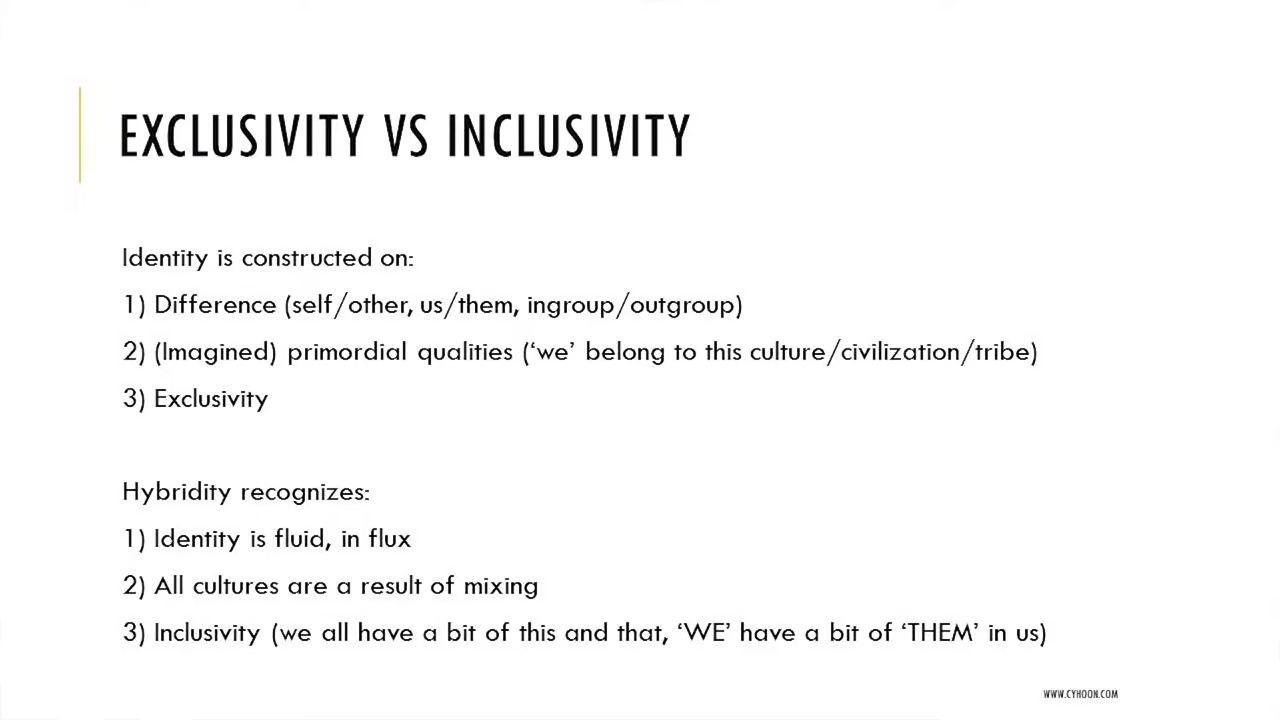 EXCLUSIVITY VS INCLUSIVITY
Identity is constructed on:
1) Difference (self/other, us/them, ingroup/outgroup)
2) (Imagined) primordial qualities (‘we’ belong to this culture/civilization/tribe)
3) Exclusivity
Hybridity recognizes:
1) Identity is fluid, in flux
2) All cultures are a result of mixing
3) Inclusivity (we all have a bit of this and that, ‘WE’ have a bit of ‘THEM’ in us)
WWW.CYHOON.COM